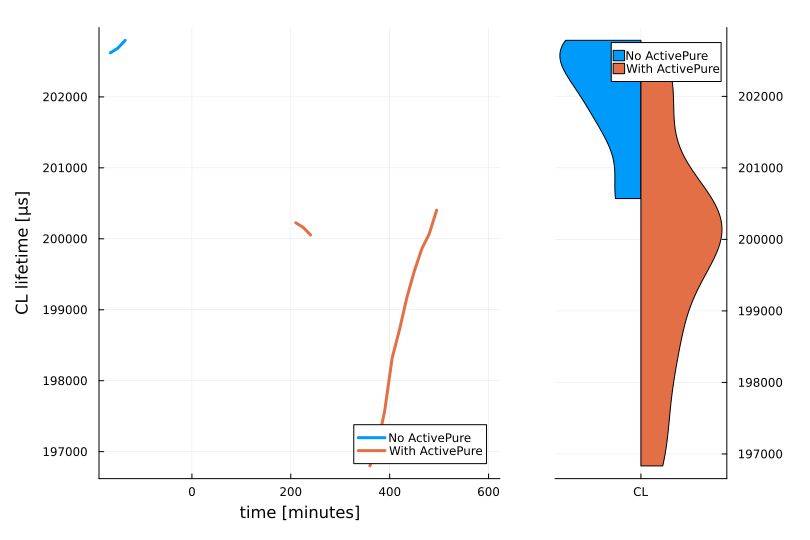 CL lifetime [μs]
202000
201000
200000
199000
198000
197000
0
200
400
600
time [minutes]
No ActivePure
With ActivePure
No ActivePure
With ActivePure
202000
201000
200000
199000
198000
197000
CL